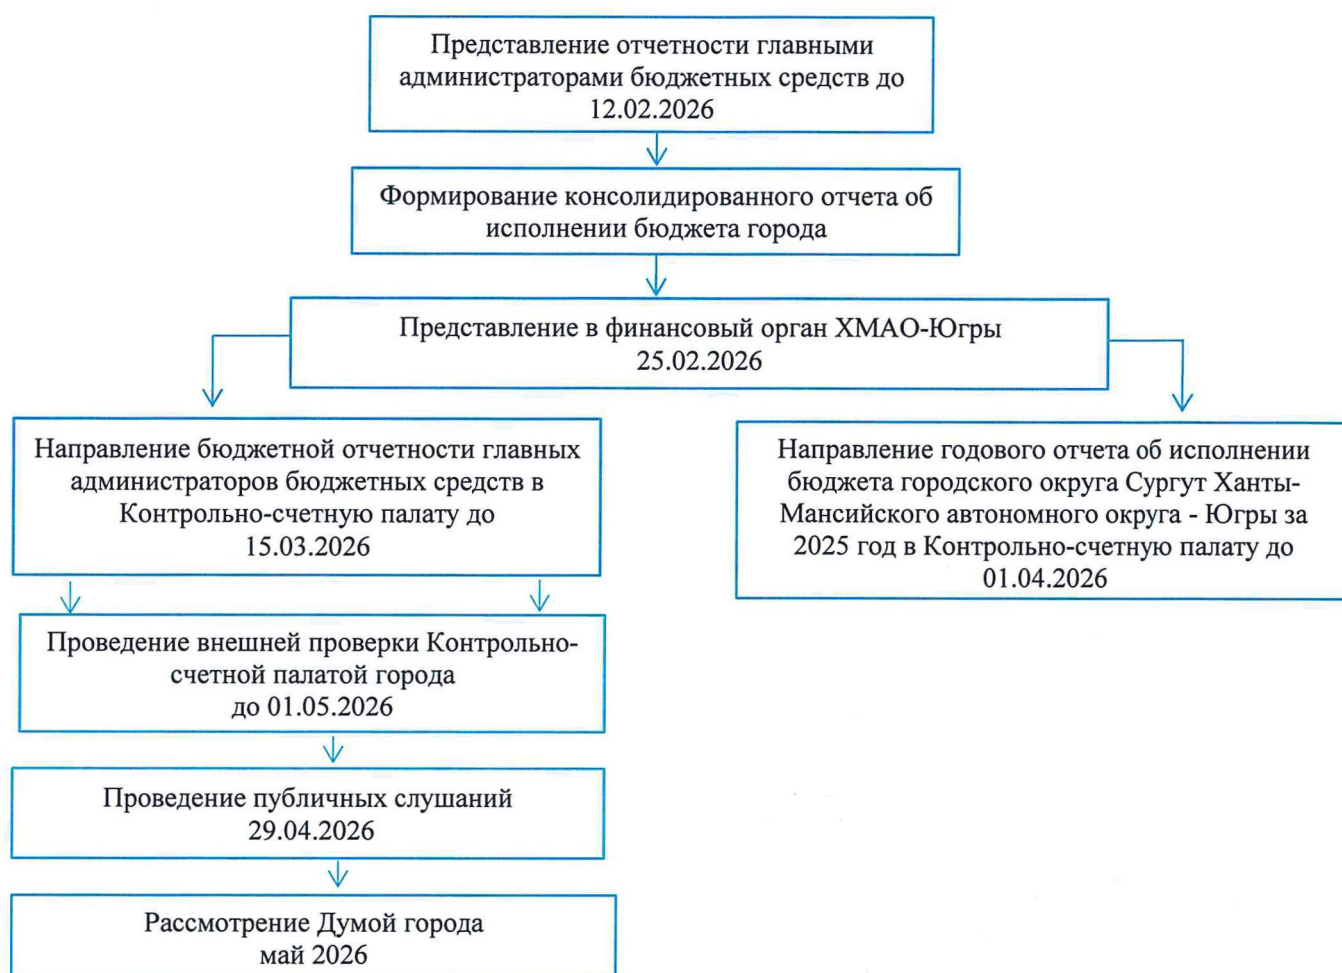 Представление отчетности главными
администраторами бюджетных средств до
12.02.2026
Формирование консолидированного отчета об
исполнении бюджета города
Представление в финансовый орган ХМАО-Югры
25.02.2026
Направление бюджетной отчетности главных
администраторов бюджетных средств в
Контрольно-счетную палату до
15.03.2026
Направление годового отчета об исполнении
бюджета городского округа Сургут Ханты-
Мансийского автономного округа - Югры за
2025 год в Контрольно-счетную палату до
01.04.2026
Проведение внешней проверки Контрольно-
счетной палатой города
до 01.05.2026
Проведение публичных слушаний
29.04.2026
Рассмотрение Думой города
май 2026